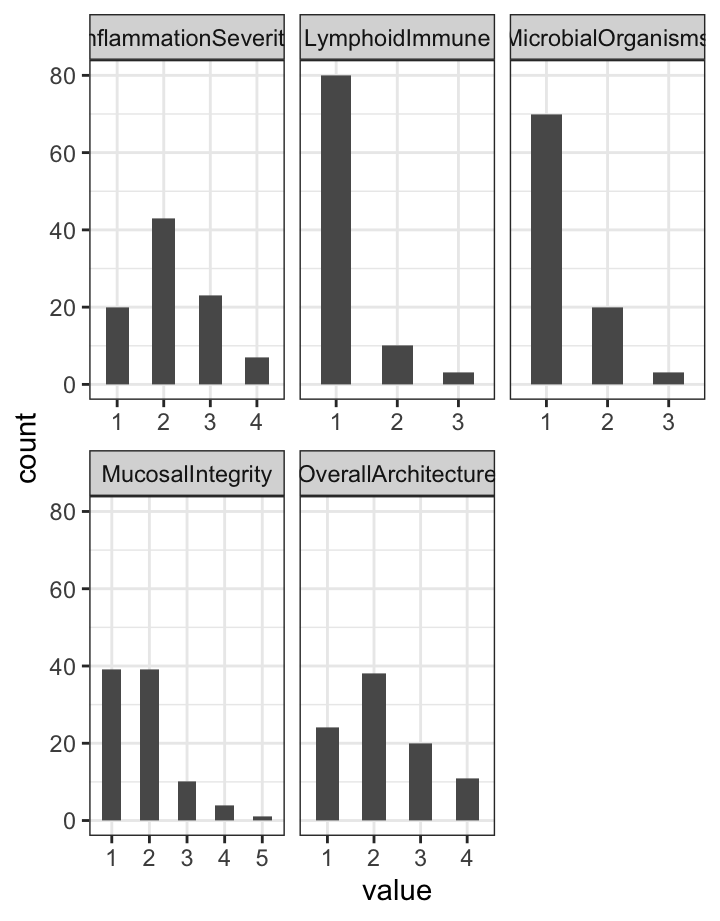 nflammationSeverit
LymphoidImmune
MicrobialOrganisms
80
60
40
20
0
1 2 3 4
1 2 3
1 2 3
count
MucosalIntegrity
OverallArchitecture
80
60
40
20
0
1 2 3 4 5
1 2 3 4
value